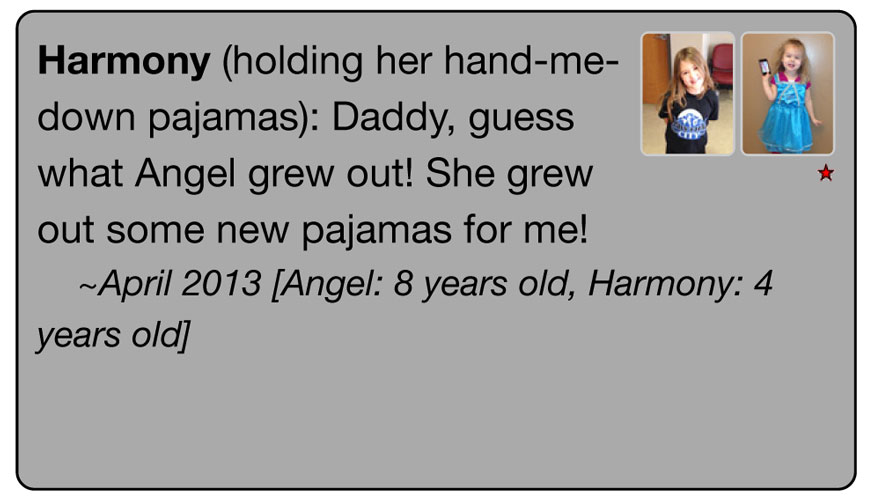 Harmony (holding her hand-me-
down pajamas): Daddy, guess
what Angel grew out! She grew
out some new pajamas for me!
~April 2013 [Angel: 8 years old, Harmony: 4
years old]